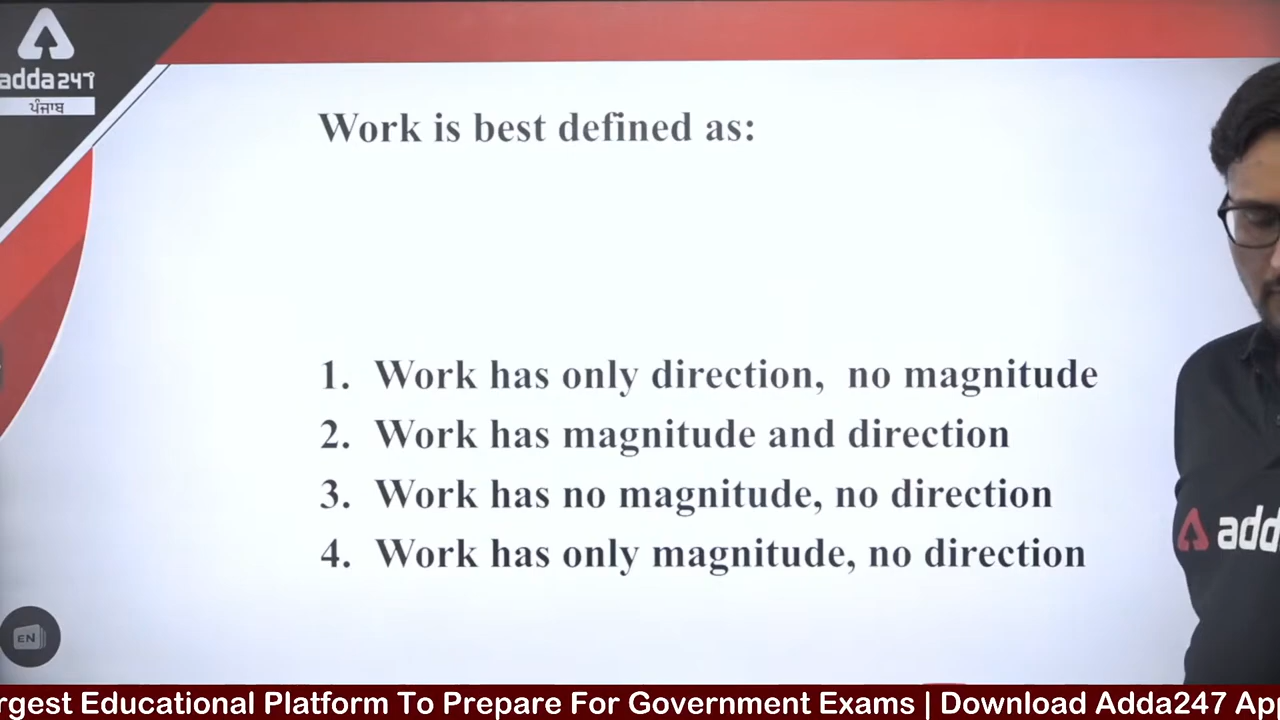 adda247
ਪੰਜਾਬ
Work is best defined as:
1. Work has only direction, no magnitude
2. Work has magnitude and direction
3. Work has no magnitude, no direction
4. Work has only magnitude, no direction
add
EN
rgest Educational Platform To Prepare For Government Exams | Download Adda247 Ap